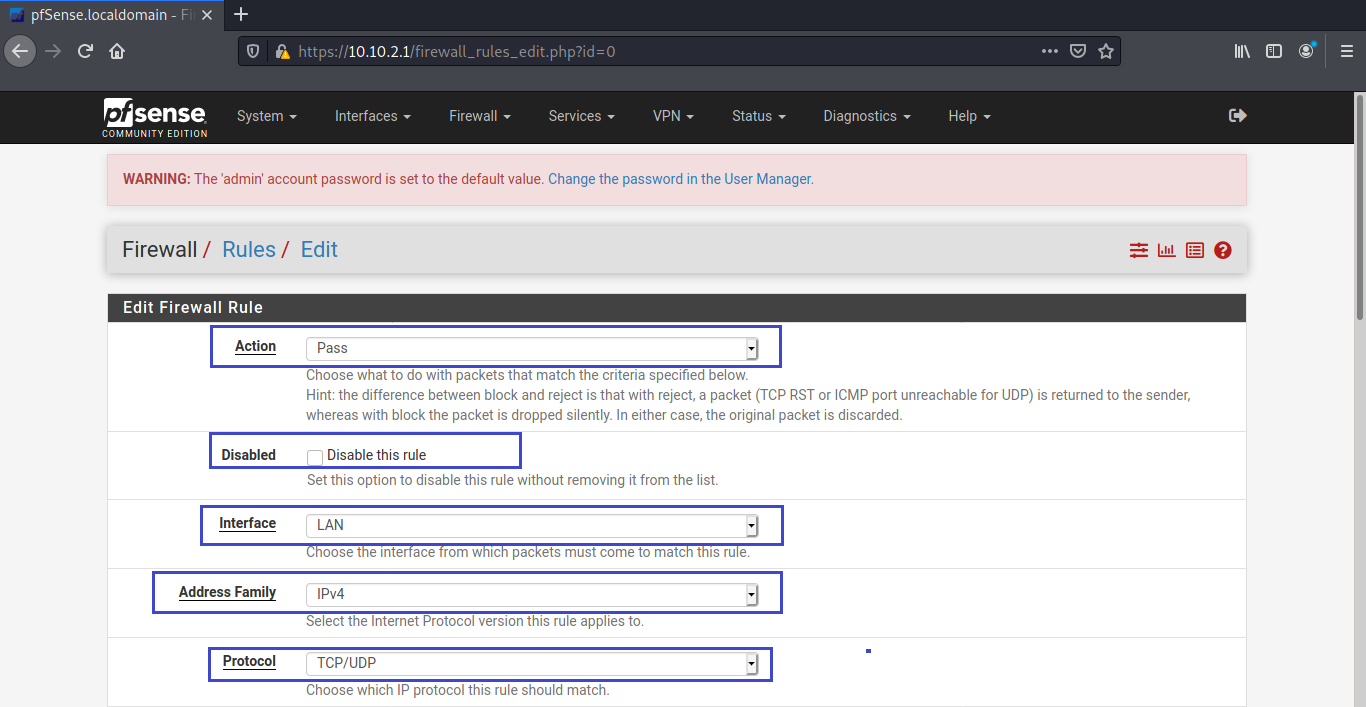 pfSense.localdomain - Fi
https://10.10.2.1/firewall_rules_edit.php?id=0
pfsense
COMMUNITY EDITION
System Interfaces Firewall Services VPN Status Diagnostics Help
WARNING: The 'admin' account password is set to the default value. Change the password in the User Manager.
Firewall / Rules / Edit
Edit Firewall Rule
Action Pass
Choose what to do with packets that match the criteria specified below.
Hint: the difference between block and reject is that with reject, a packet (TCP RST or ICMP port unreachable for UDP) is returned to the sender,
whereas with block the packet is dropped silently. In either case, the original packet is discarded.
Disabled Disable this rule
Set this option to disable this rule without removing it from the list.
Interface LAN
Choose the interface from which packets must come to match this rule.
Address Family IPv4
Select the Internet Protocol version this rule applies to.
Protocol TCP/UDP
Choose which IP protocol this rule should match.